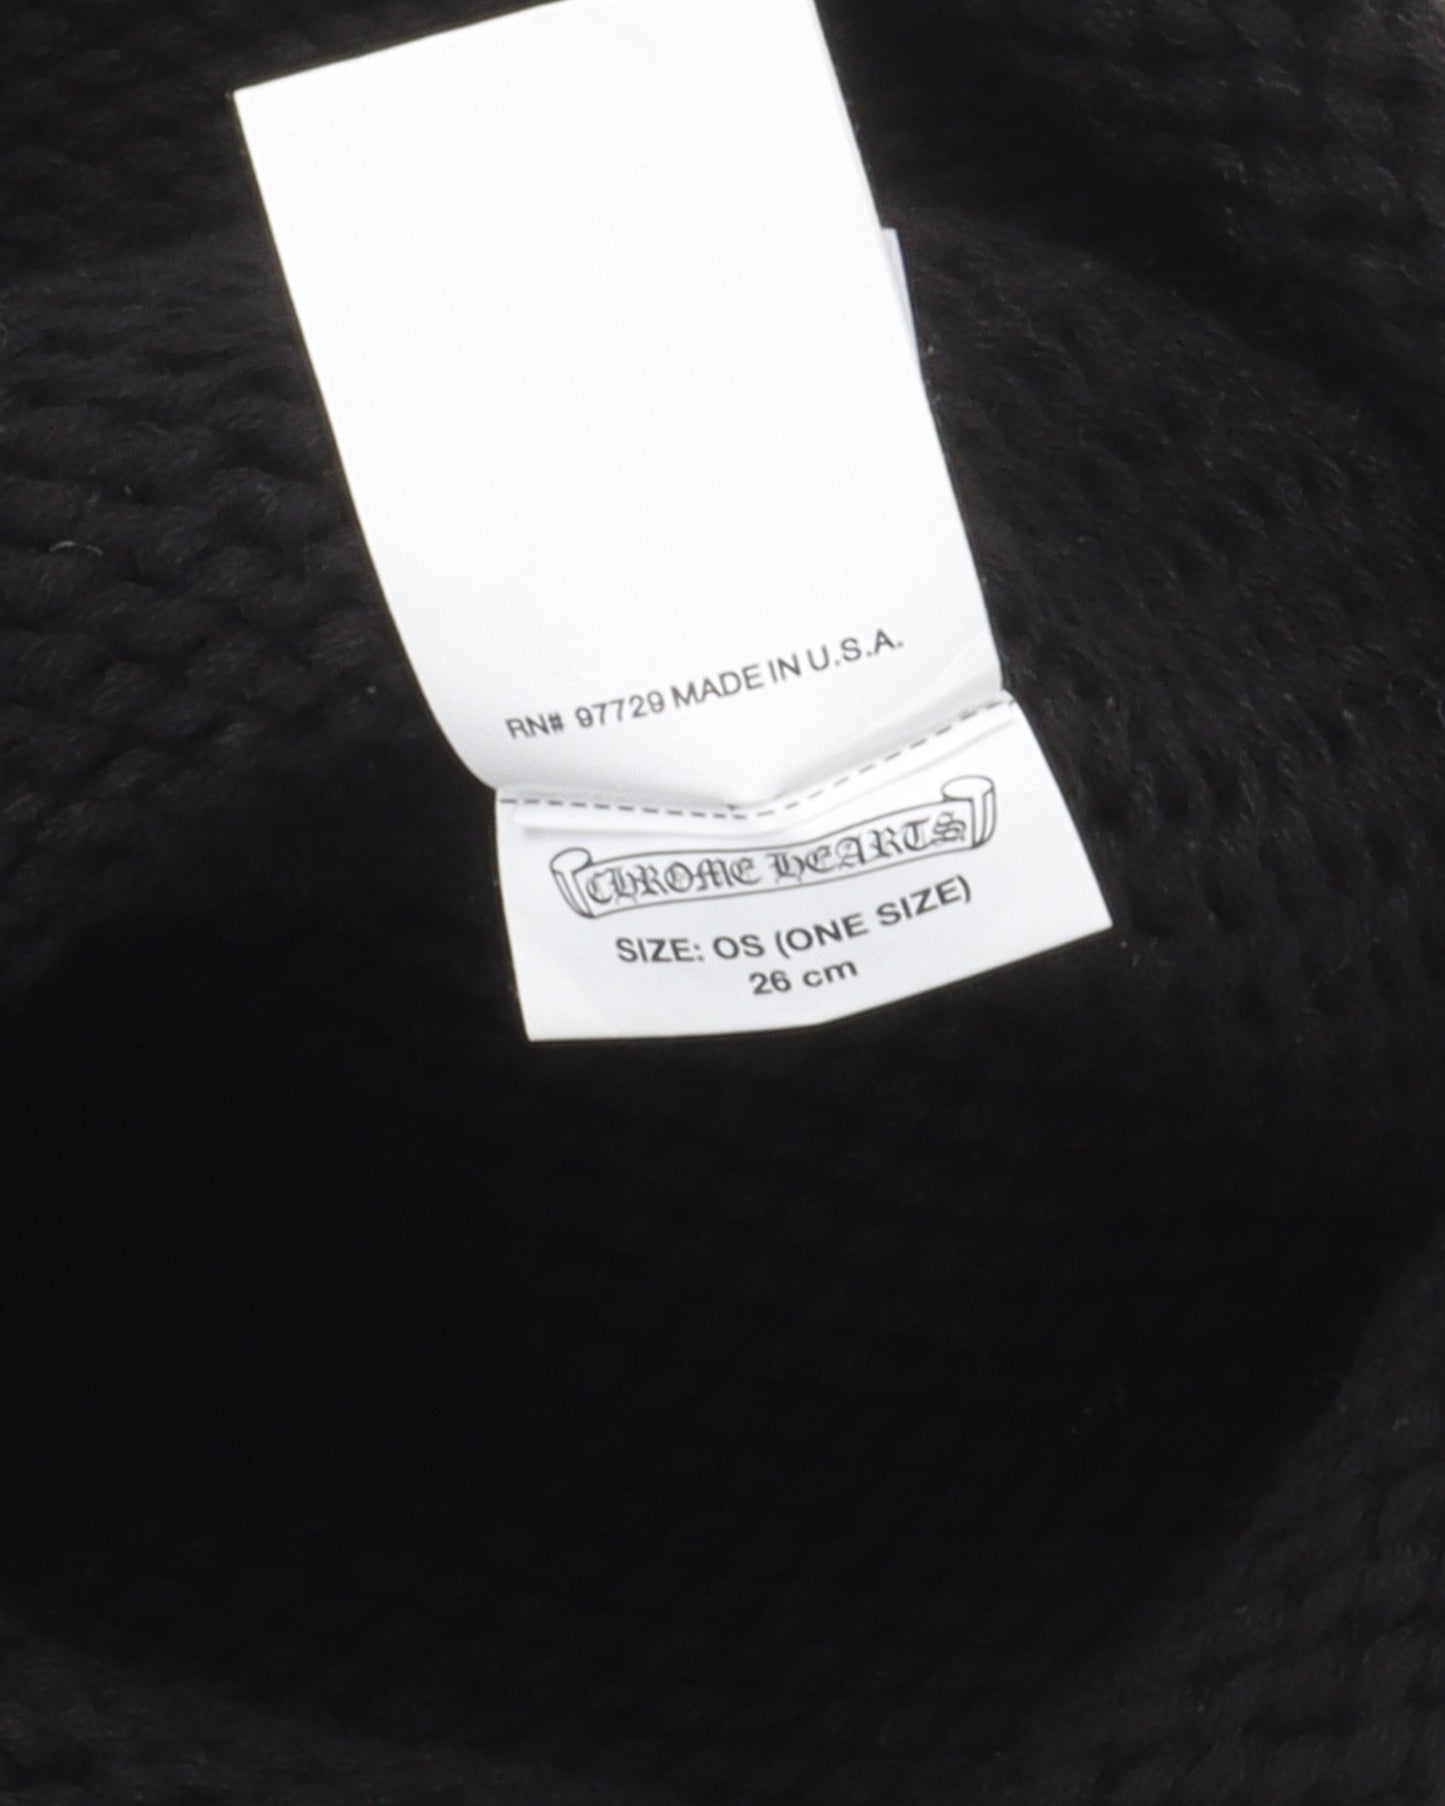 RN# 97729 MADE IN U.S.A.
CHROME HEARTS
SIZE: OS (ONE SIZE)
26 cm